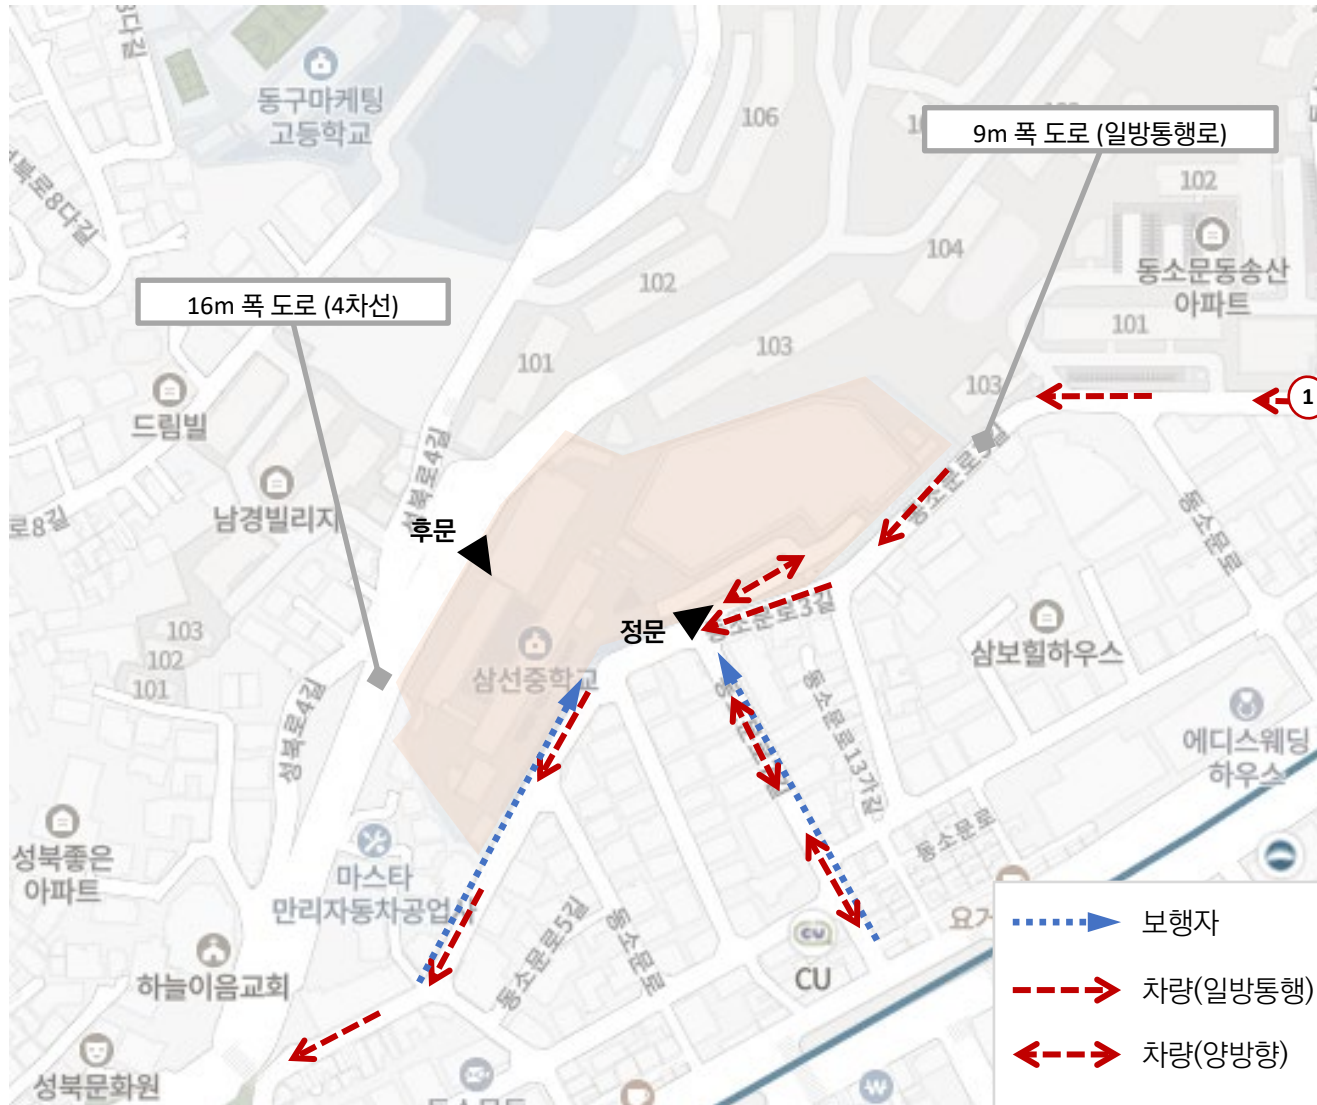 동구마케팅
고등학교
106
9m 폭 도로 (일방통행로)
102
104
동소문동송산
아파트
102
16m 폭 도로 (4차선)
101
103
101
103
1
드림빌
성북로4길
남경빌리지
후문
동소문로
정문
동소문로3길
103
102
101
삼선중학교
삼보힐하우스
성북로4길
동소문로13가길
에디스웨딩
하우스
성북좋은
아파트
마스타
만리자동차공업
동소문로
하늘이음교회
동소문로5길
동소문로
CU
CU
보행자
차량(일방통행)
차량(양방향)
성북문화원